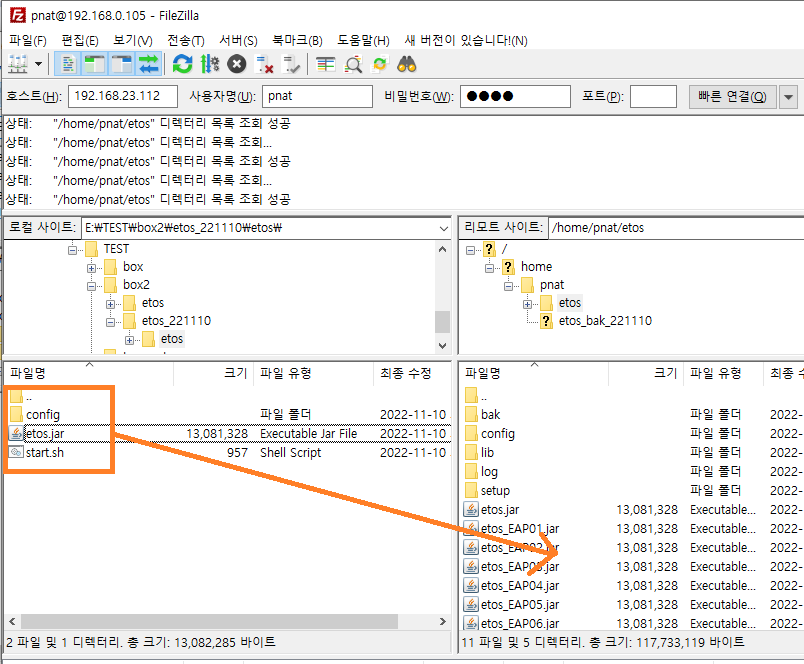 pnat@192.168.0.105 - FileZilla
파일(F) 편집(E) 보기(V) 전송(T) 서버(S) 북마크(B) 도움말(H) 새 버전이 있습니다!(N)
호스트(H): 192.168.23.112 사용자명(U): pnat 비밀번호(W): ●●●● 포트(P): 빠른 연결(Q)
상태: "/home/pnat/etos" 디렉터리 목록 조회 성공
상태: "/home/pnat/etos" 디렉터리 목록 조회...
상태: "/home/pnat/etos" 디렉터리 목록 조회 성공
상태: "/home/pnat/etos" 디렉터리 목록 조회...
상태: "/home/pnat/etos" 디렉터리 목록 조회 성공
로컬 사이트: E:₩TEST₩box2₩etos_221110₩etos₩
TEST
box
box2
etos
etos_221110
etos
파일명 크기 파일 유형 최종 수정
..
config 파일 폴더 2022-11-10
etos.jar 13,081,328 Executable Jar File 2022-11-10
start.sh 957 Shell Script 2022-11-10
2 파일 및 1 디렉터리. 총 크기: 13,082,285 바이트
리모트 사이트: /home/pnat/etos
/
home
pnat
etos
etos_bak_221110
파일명 크기 파일 유형 최종 수
..
bak 파일 폴더 2022-
config 파일 폴더 2022-
lib 파일 폴더 2022-
log 파일 폴더 2022-
setup 파일 폴더 2022-
etos.jar 13,081,328 Executable... 2022-
etos_EAP01.jar 13,081,328 Executable... 2022-
etos_EAP02.jar 13,081,328 Executable... 2022-
etos_EAP03.jar 13,081,328 Executable... 2022-
etos_EAP04.jar 13,081,328 Executable... 2022-
etos_EAP05.jar 13,081,328 Executable... 2022-
etos_EAP06.jar 13,081,328 Executable... 2022-
11 파일 및 5 디렉터리. 총 크기: 117,733,119 바이트